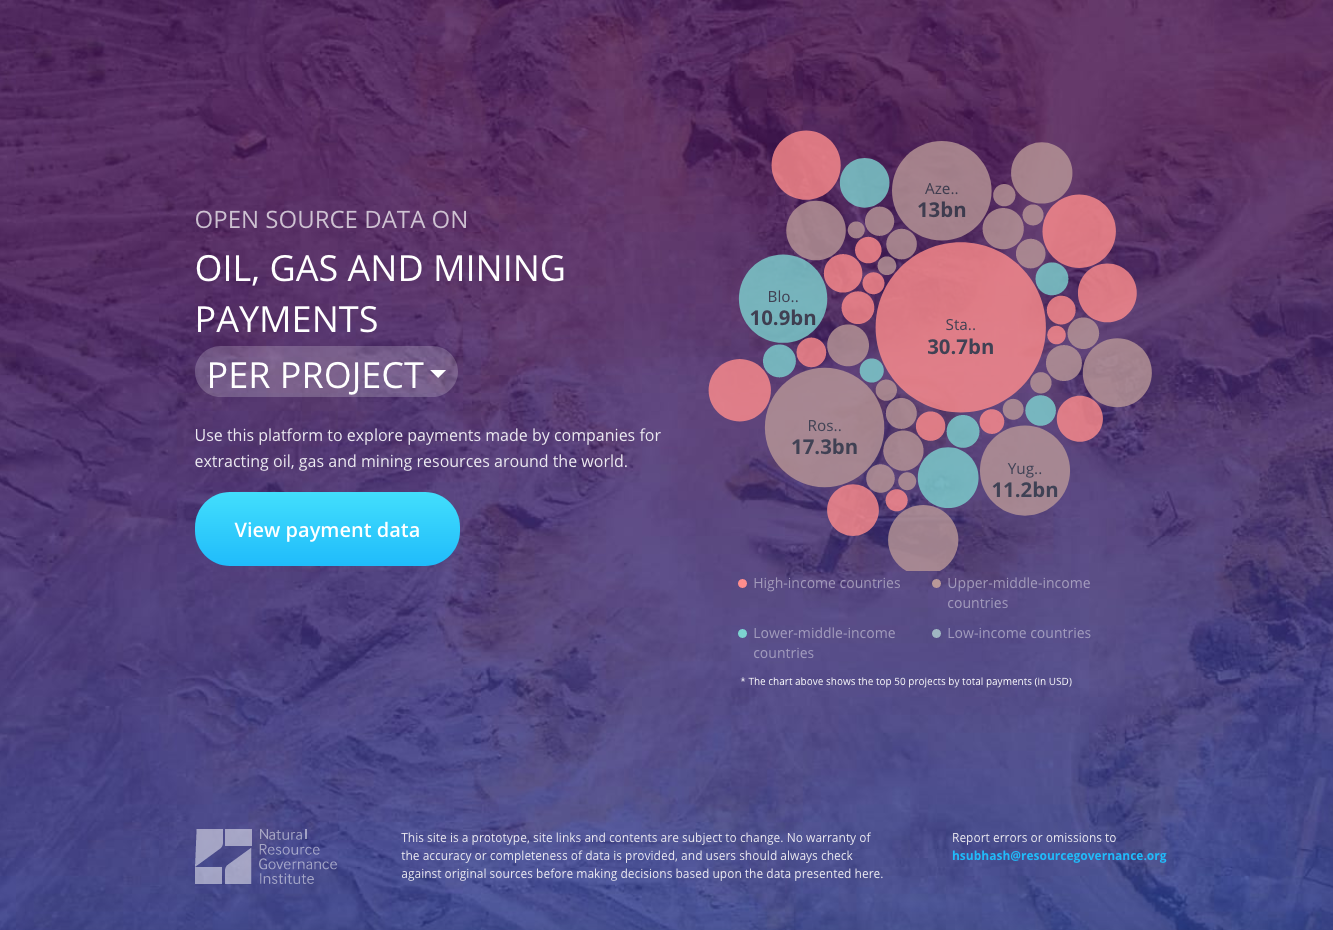 OPEN SOURCE DATA ON
OIL, GAS AND MINING
PAYMENTS
PER PROJECT
Use this platform to explore payments made by companies for
extracting oil, gas and mining resources around the world.
View payment data
Aze..
13bn
Blo..
10.9bn
Sta..
30.7bn
Ros..
17.3bn
Yug..
11.2bn
High-income countries
Upper-middle-income
countries
Lower-middle-income
countries
Low-income countries
* The chart above shows the top 50 projects by total payments (in USD)
Natural
Resource
Governance
Institute
This site is a prototype, site links and contents are subject to change. No warranty of
the accuracy or completeness of data is provided, and users should always check
against original sources before making decisions based upon the data presented here.
Report errors or omissions to
hsubhash@resourcegovernance.org